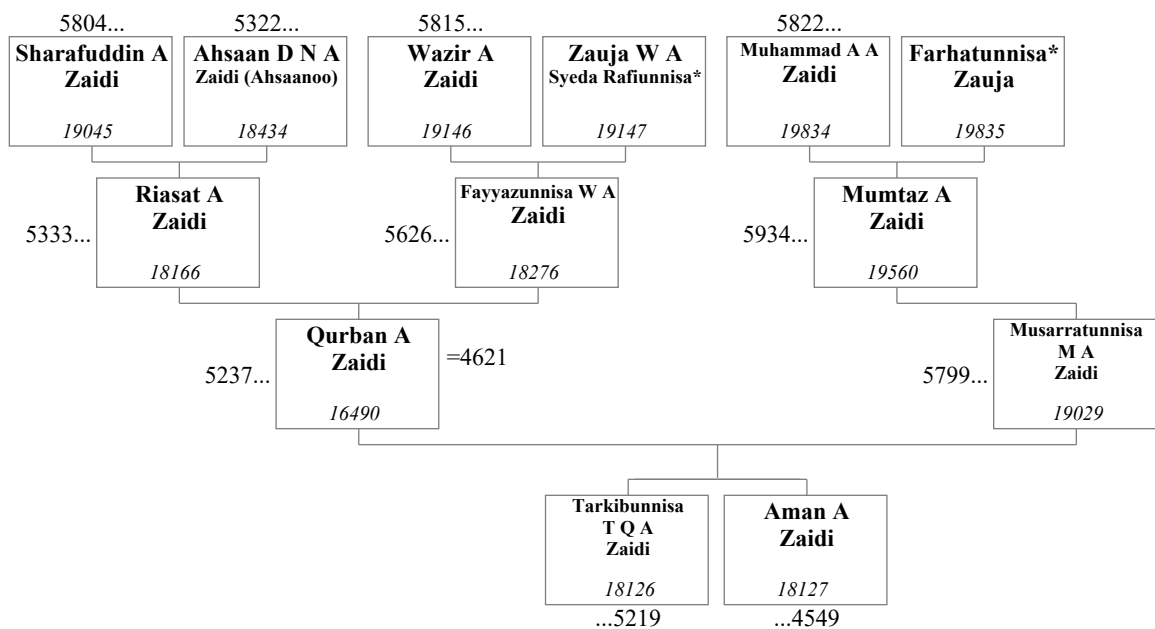 5804...
5322...
5815...
5822...
Sharafuddin A
Zaidi
19045
Ahsaan D N A
Zaidi (Ahsaanoo)
18434
Wazir A
Zaidi
19146
Zauja W A
Syeda Rafiunnisa*
19147
Muhammad A A
Zaidi
19834
Farhatunnisa*
Zauja
19835
5333...
Riasat A
Zaidi
18166
5626...
Fayyazunnisa W A
Zaidi
18276
5934...
Mumtaz A
Zaidi
19560
5237...
Qurban A
Zaidi
16490
=4621
5799...
Musarratunnisa
M A
Zaidi
19029
Tarkibunnisa
T Q A
Zaidi
18126
...5219
Aman A
Zaidi
18127
...4549